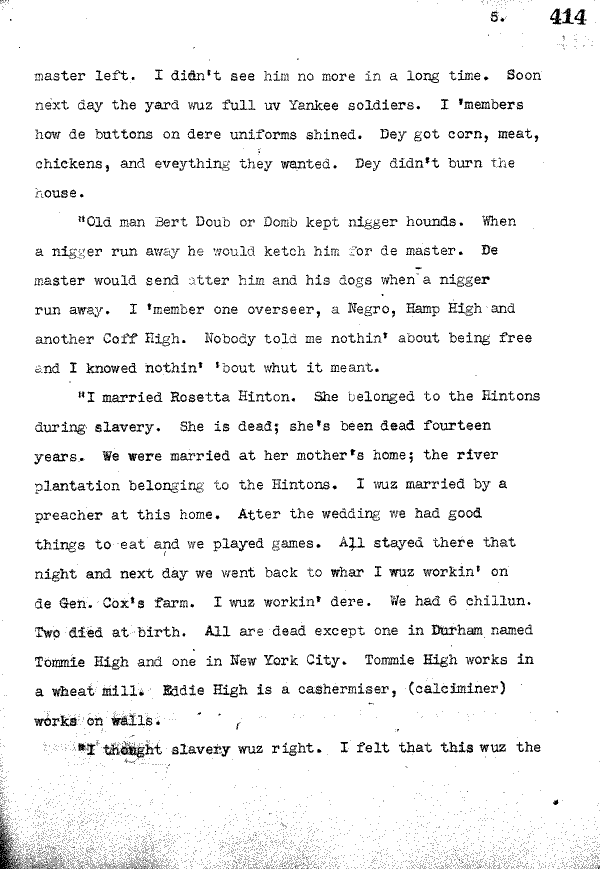 5. 414
master left. I didn't see him no more in a long time. Soon
next day the yard wuz full uv Yankee soldiers. I 'members
how de buttons on dere uniforms shined. Dey got corn, meat,
chickens, and eveything they wanted. Dey didn't burn the
house.
"Old man Bert Doub or Domb kept nigger hounds. When
a nigger run away he would ketch him for de master. De
master would send atter him and his dogs when a nigger
run away. I 'member one overseer, a Negro, Hamp High and
another Coff High. Nobody told me nothin' about being free
and I knowed nothin' 'bout whut it meant.
"I married Rosetta Hinton. She belonged to the Hintons
during slavery. She is dead; she's been dead fourteen
years. We were married at her mother's home; the river
plantation belonging to the Hintons. I wuz married by a
preacher at this home. Atter the wedding we had good
things to eat and we played games. All stayed there that
night and next day we went back to whar I wuz workin' on
de Gen. Cox's farm. I wuz workin' dere. We had 6 chillun.
Two died at birth. All are dead except one in Durham named
Tommie High and one in New York City. Tommie High works in
a wheat mill. Eddie High is a cashermiser, (calciminer)
works on walls.
"I thought slavery wuz right. I felt that this wuz the